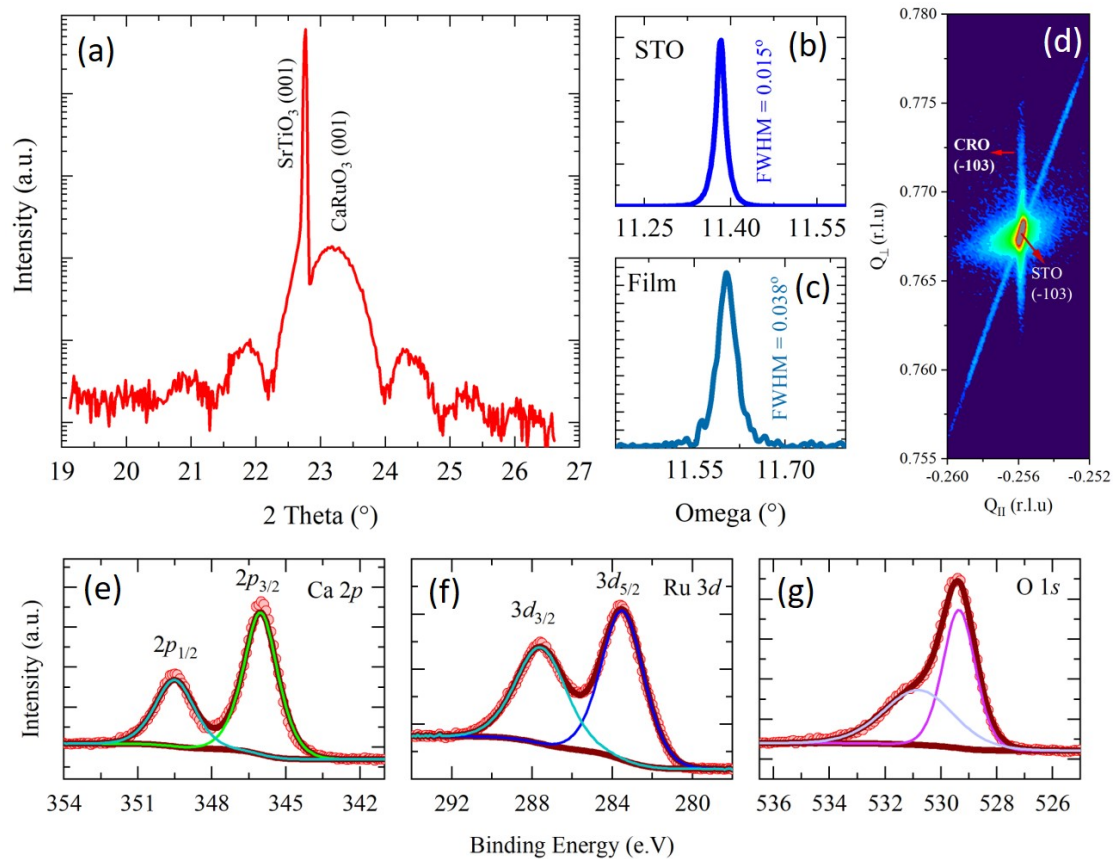 (a)
Intensity (a.u.)
SrTiO3 (001)
CaRuO3 (001)
19 20 21 22 23 24 25 26 27
2 Theta (°)
STO
(b)
FWHM = 0.015°
11.25 11.40 11.55
Film
(c)
FWHM = 0.038°
11.55 11.70
Omega (°)
(d)
0.780
0.775
0.770
0.765
0.760
0.755
Q⊥ (r.l.u)
CRO
(-103)
STO
(-103)
-0.260 -0.256 -0.252
QII (r.l.u)
(e)
2p3/2
Ca 2p
2p1/2
Intensity (a.u.)
354 351 348 345 342
(f)
3d5/2
Ru 3d
3d3/2
292 288 284 280
(g)
O 1s
536 534 532 530 528 526 524
Binding Energy (e.V)